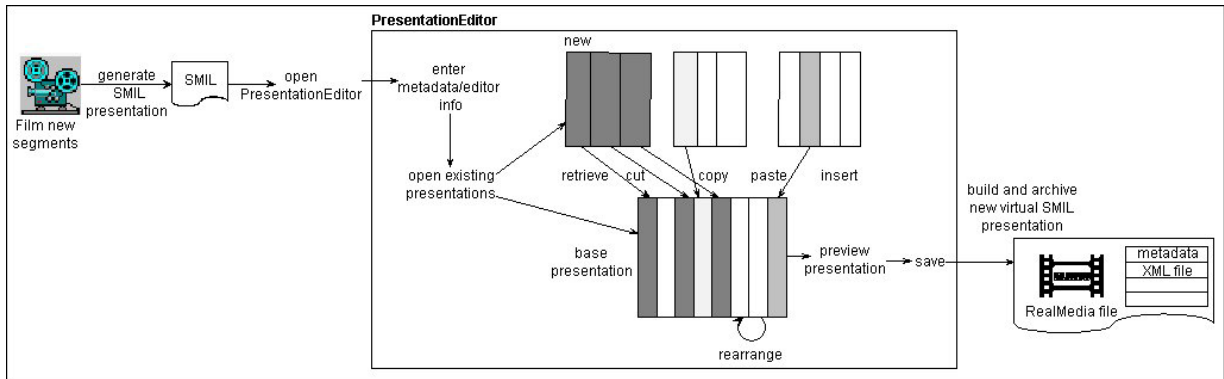 PresentationEditor
Film new
segments
generate
SMIL
presentation
SMIL
open
PresentationEditor
enter
metadata/editor
info
open existing
presentations
new
retrieve
cut
copy
paste
insert
base
presentation
rearrange
preview
presentation
save
build and archive
new virtual SMIL
presentation
metadata
XML file
RealMedia file